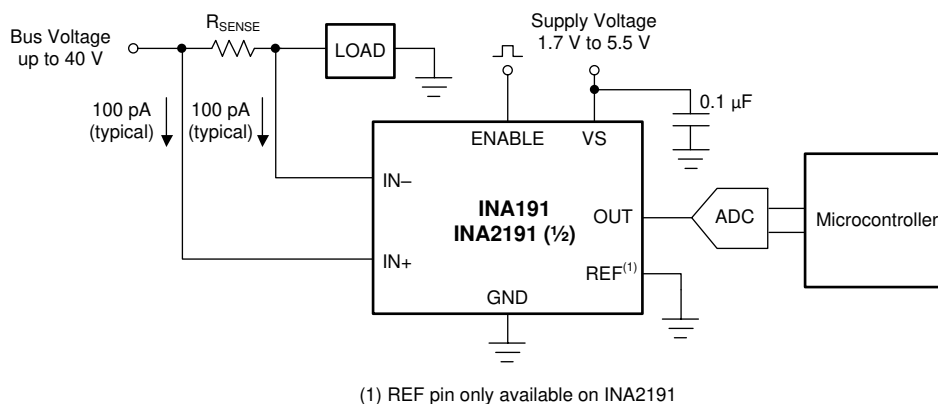 Bus Voltage
up to 40 V
RSENSE
LOAD
Supply Voltage
1.7 V to 5.5 V
100 pA
(typical)
100 pA
(typical)
0.1 µF
ENABLE
VS
IN–
INA191
INA2191 (½)
OUT
ADC
Microcontroller
IN+
REF(1)
GND
(1) REF pin only available on INA2191